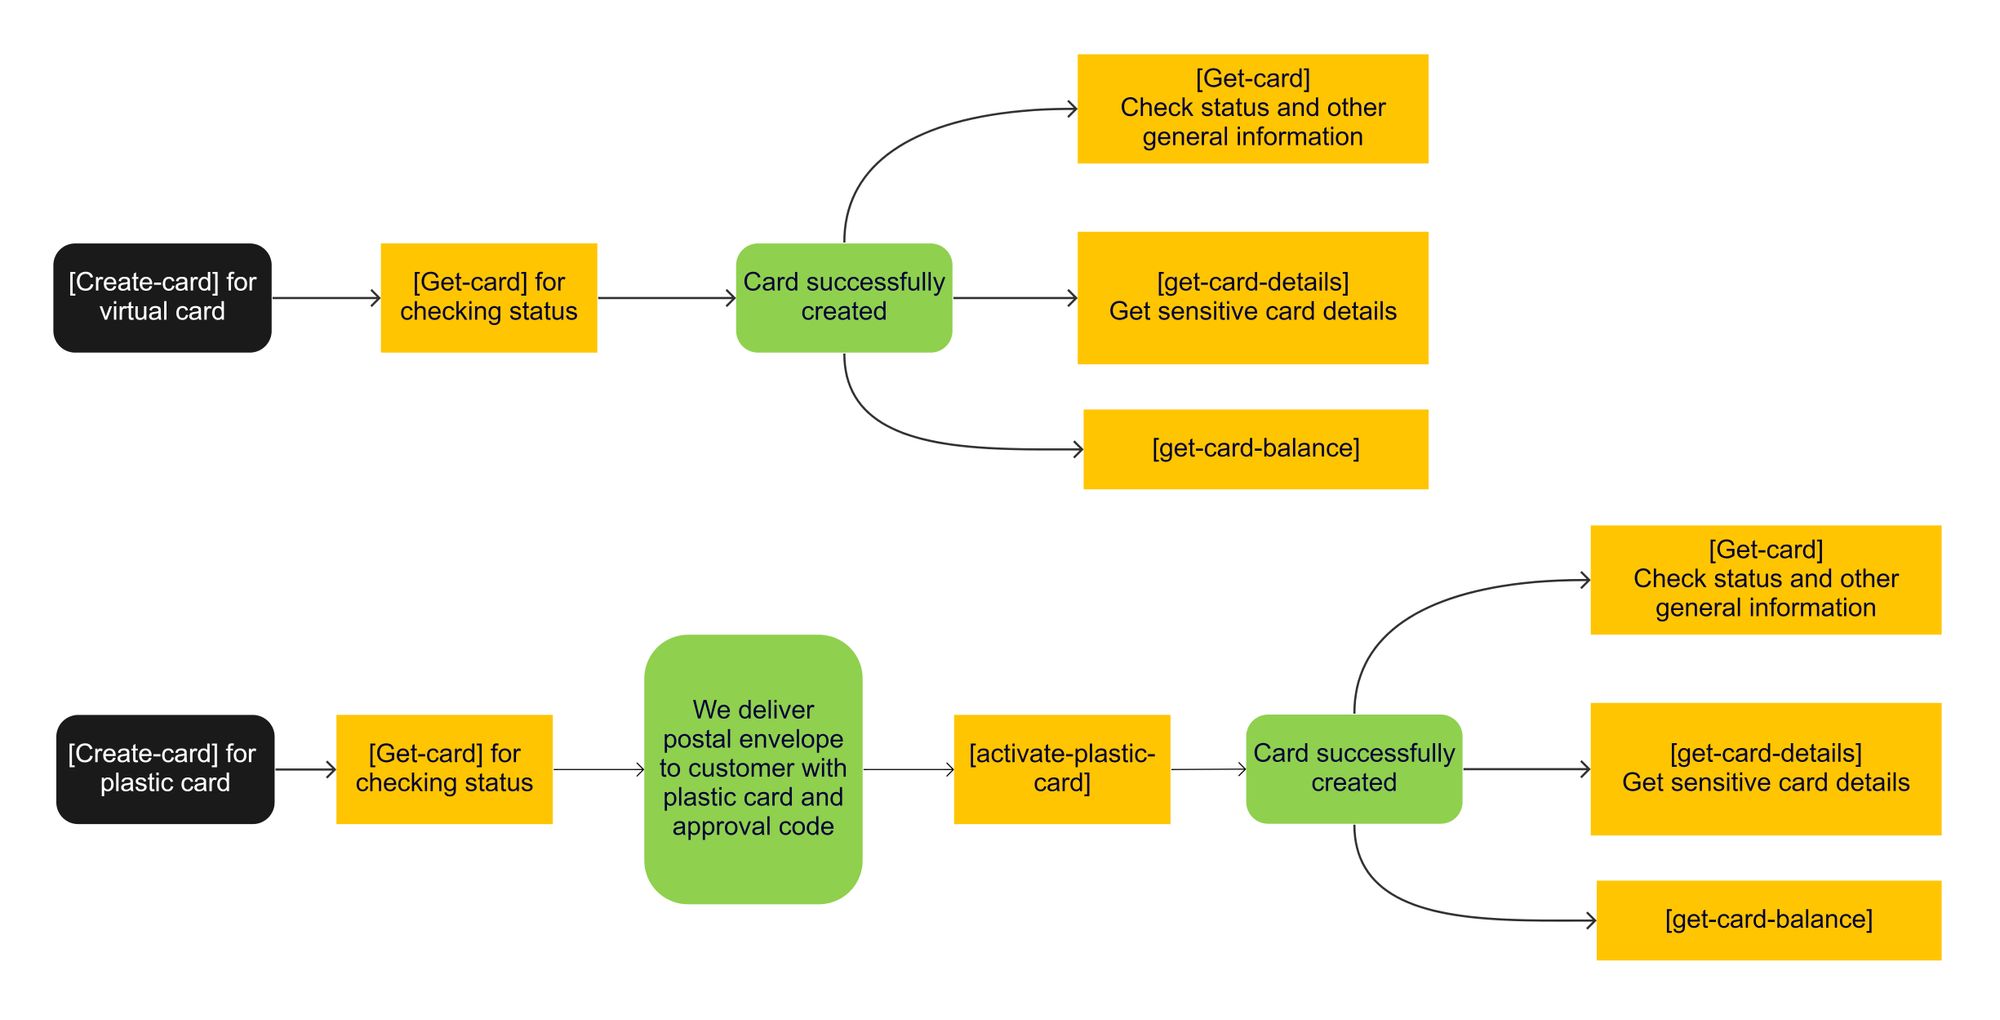 [Create-card] for
virtual card
[Get-card] for
checking status
Card successfully
created
[Get-card]
Check status and other
general information
[get-card-details]
Get sensitive card details
[get-card-balance]
[Create-card] for
plastic card
[Get-card] for
checking status
We deliver
postal envelope
to customer with
plastic card and
approval code
[activate-plastic-
card]
Card successfully
created
[Get-card]
Check status and other
general information
[get-card-details]
Get sensitive card details
[get-card-balance]